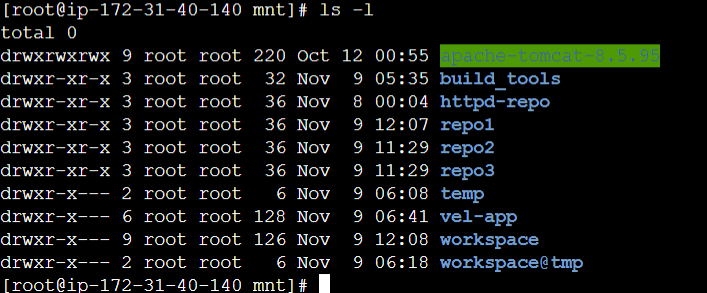 [root@ip-172-31-40-140 mnt]# ls -l
total 0
drwxrwxrwx 9 root root 220 Oct 12 00:55 apache-tomcat-8.5.95
drwxr-xr-x 3 root root  32 Nov  9 05:35 build_tools
drwxr-xr-x 3 root root  36 Nov  8 00:04 httpd-repo
drwxr-xr-x 3 root root  36 Nov  9 12:07 repo1
drwxr-xr-x 3 root root  36 Nov  9 11:29 repo2
drwxr-xr-x 3 root root  36 Nov  9 11:29 repo3
drwxr-x--- 2 root root   6 Nov  9 06:08 temp
drwxr-x--- 6 root root 128 Nov  9 06:41 vel-app
drwxr-x--- 9 root root 126 Nov  9 12:08 workspace
drwxr-x--- 2 root root   6 Nov  9 06:18 workspace@tmp
[root@ip-172-31-40-140 mnt]#